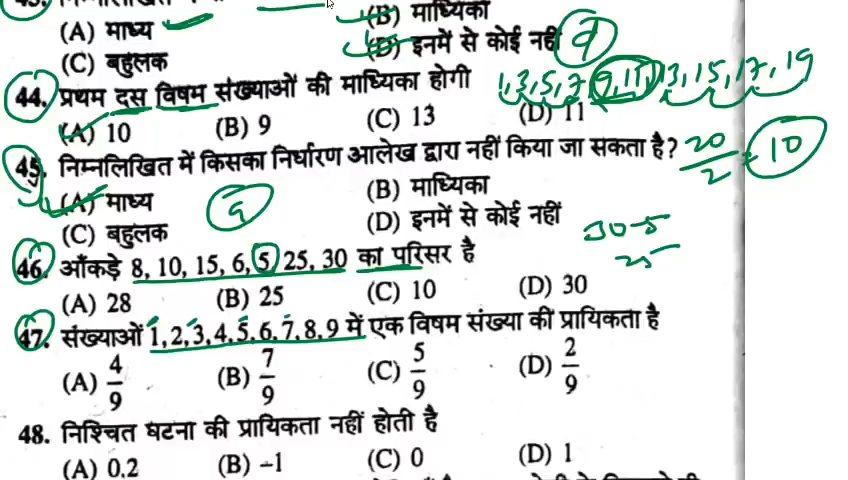 (B) माध्यिका
(A) माध्य
(C) बहुलक
(D) इनमें से कोई नहीं
d
44. प्रथम दस विषम संख्याओं की माध्यिका होगी
1, 3, 5, 7, 9, 11, 13, 15, 17, 19
(A) 10 (B) 9 (C) 13 (D) 11
45. निम्नलिखित में किसका निर्धारण आलेख द्वारा नहीं किया जा सकता है?
20/2 = 10
(A) माध्य (B) माध्यिका
(C) बहुलक (D) इनमें से कोई नहीं
30-5
25
46. आँकड़े 8, 10, 15, 6, 5, 25, 30 का परिसर है
(A) 28 (B) 25 (C) 10 (D) 30
47. संख्याओं 1,2,3,4,5,6,7,8,9 में एक विषम संख्या की प्रायिकता है
(A) 4/9 (B) 7/9 (C) 5/9 (D) 2/9
48. निश्चित घटना की प्रायिकता नहीं होती है
(A) 0.2 (B) –1 (C) 0 (D) 1